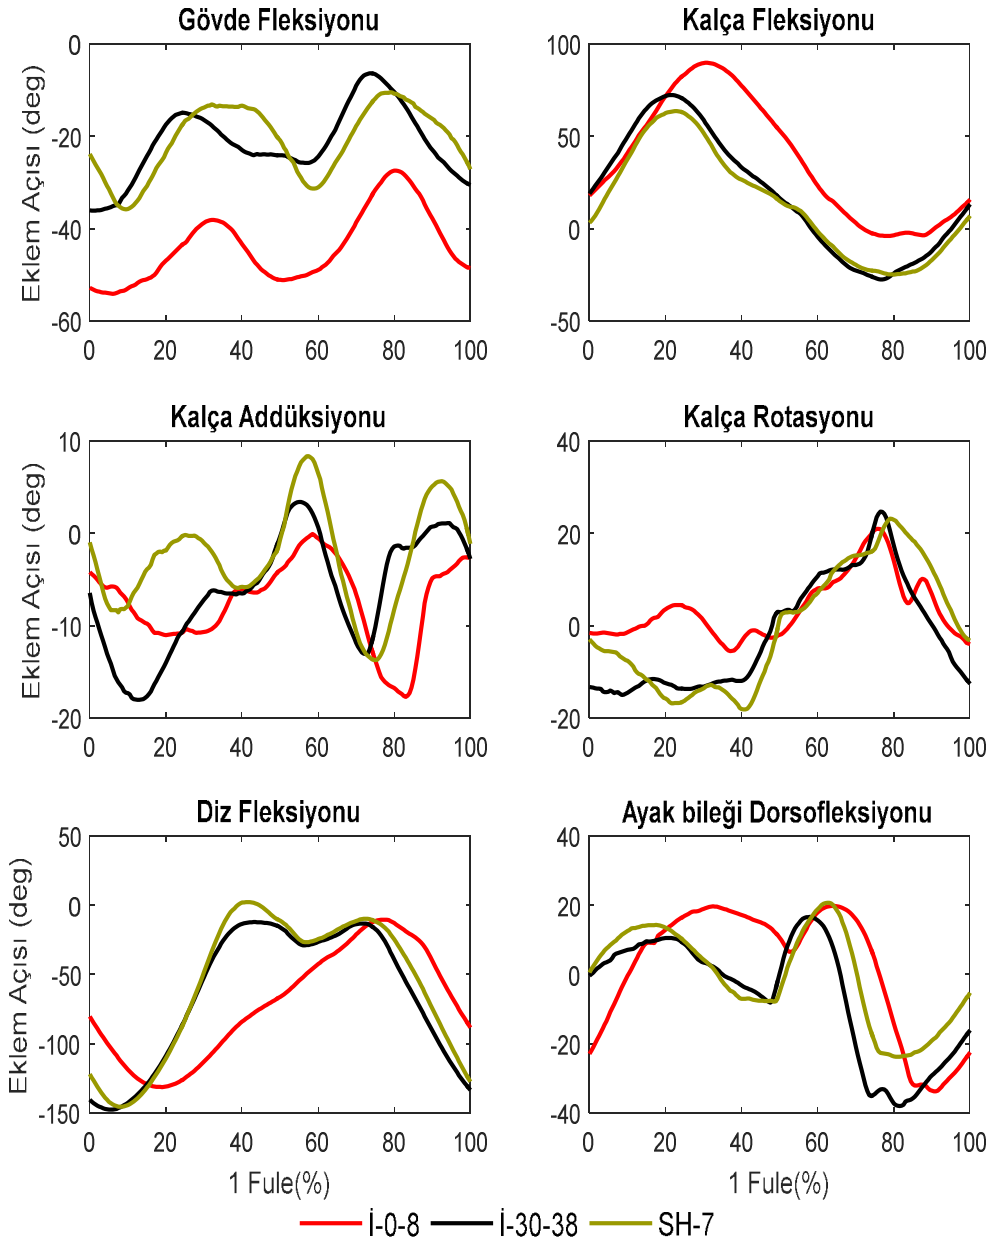 Gövde Fleksiyonu
Kalça Fleksiyonu
Eklem Açısı (deg)
0
-20
-40
-60
0 20 40 60 80 100
100
50
0
-50
0 20 40 60 80 100
Kalça Addüksiyonu
Kalça Rotasyonu
Eklem Açısı (deg)
10
0
-10
-20
0 20 40 60 80 100
40
20
0
-20
0 20 40 60 80 100
Diz Fleksiyonu
Ayak bileği Dorsofleksiyonu
Eklem Açısı (deg)
50
0
-50
-100
-150
0 20 40 60 80 100
1 Fule(%)
40
20
0
-20
-40
0 20 40 60 80 100
1 Fule(%)
İ-0-8 İ-30-38 SH-7